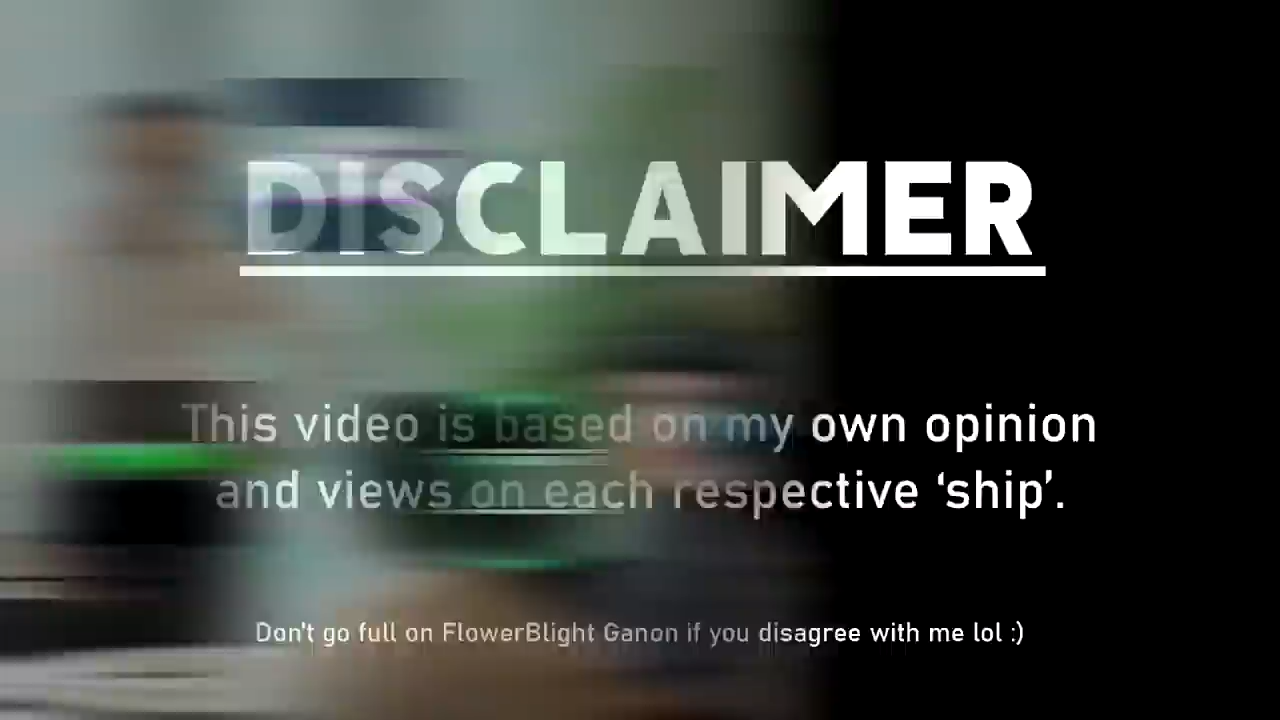 DISCLAIMER
This video is based on my own opinion
and views on each respective ‘ship’.
Don't go full on FlowerBlight Ganon if you disagree with me lol :)